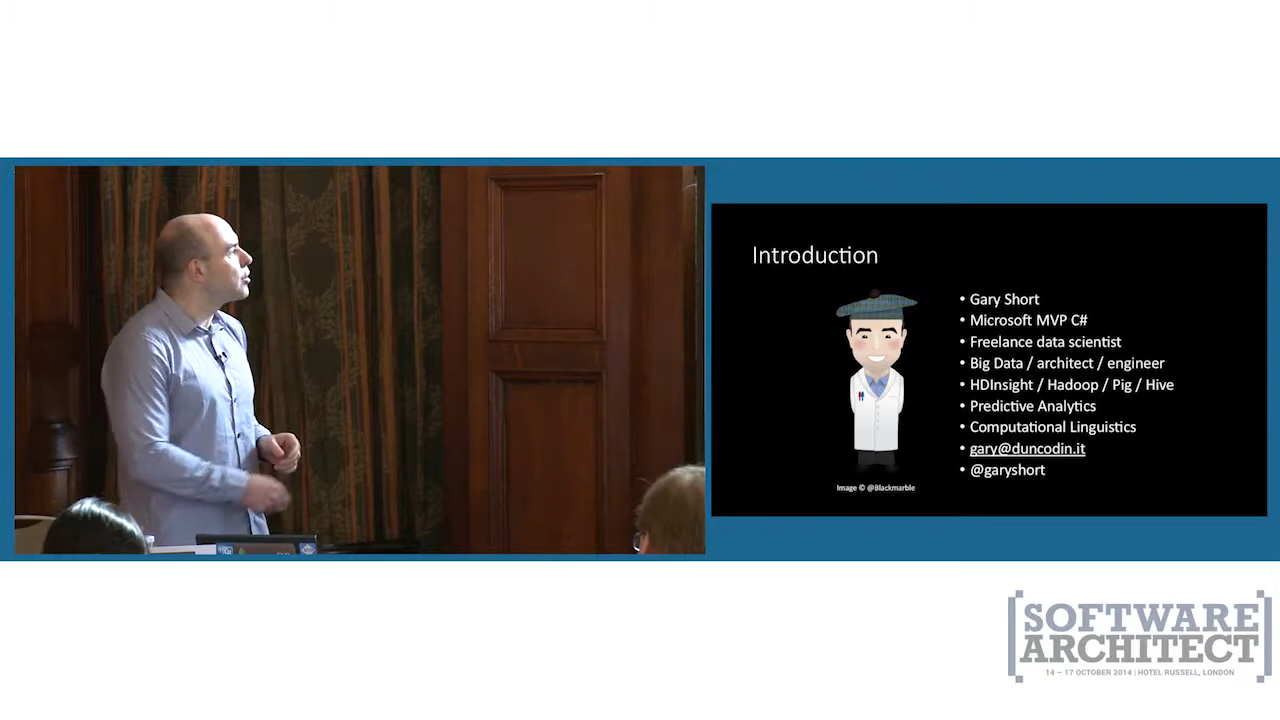 Introduction
• Gary Short
• Microsoft MVP C#
• Freelance data scientist
• Big Data / architect / engineer
• HDInsight / Hadoop / Pig / Hive
• Predictive Analytics
• Computational Linguistics
• gary@duncodin.it
• @garyshort
Image © @Blackmarble
SOFTWARE
ARCHITECT
14 – 17 OCTOBER 2014 | HOTEL RUSSELL, LONDON